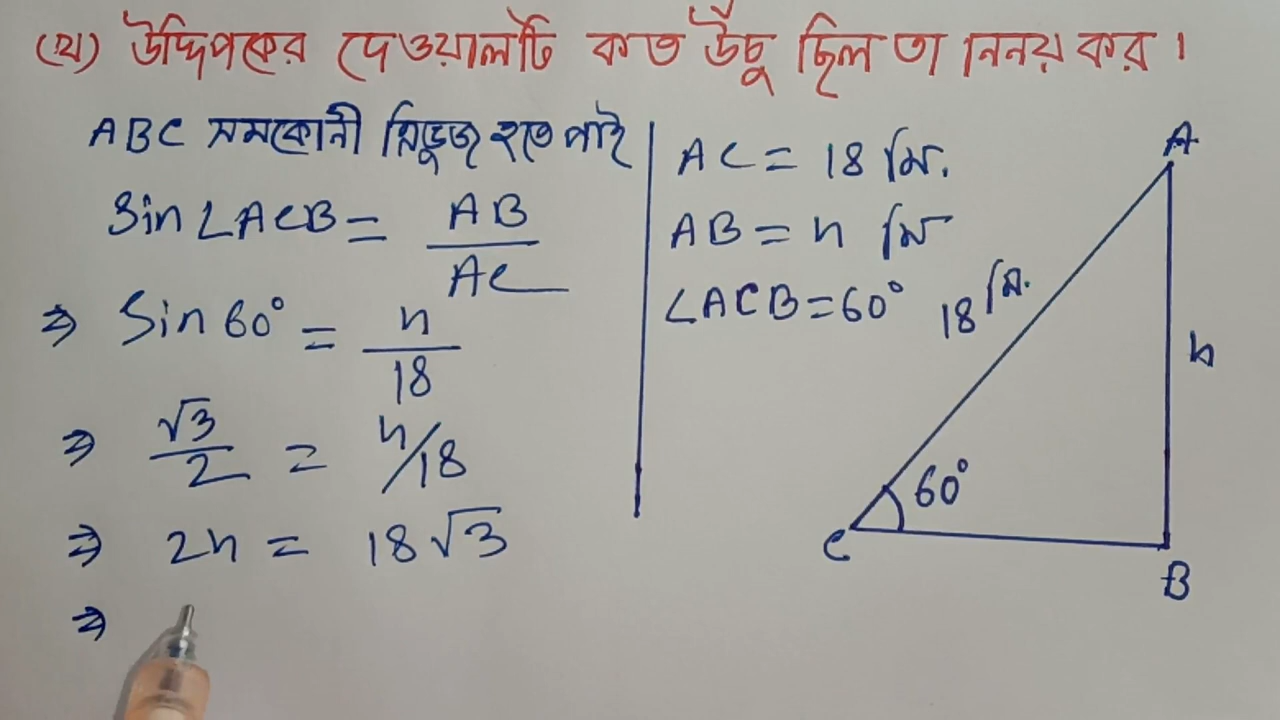 (খ) উদ্দিপকের দেওয়ালটি কত উঁচু ছিল তা নিনয় কর।
ABC সমকোনী ত্রিভুজ হতে পাই
Sin∠ACB = AB/AC
⇒ Sin 60° = h/18
⇒ √3/2 = h/18
⇒ 2h = 18√3
⇒
AC = 18 মি.
AB = h মি
∠ACB = 60°
A
18 মি.
h
60°
C
B